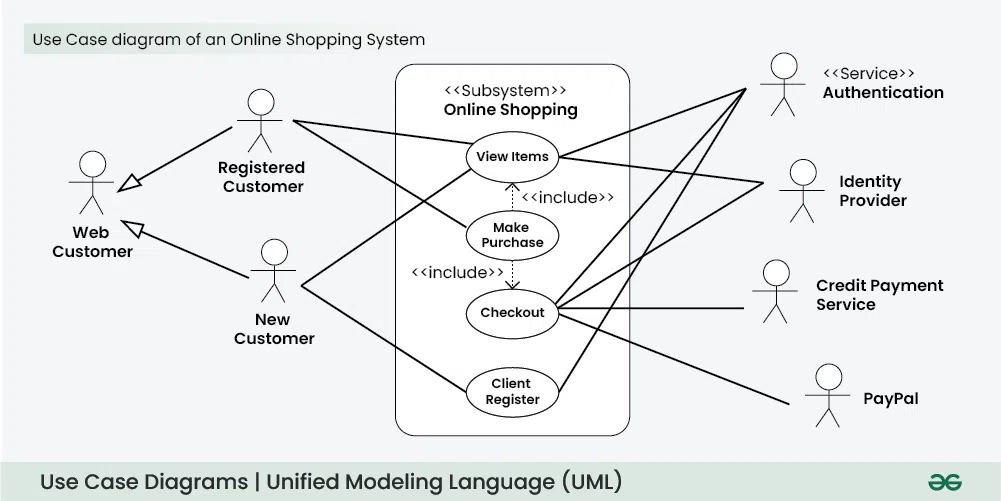 Use Case diagram of an Online Shopping System
<<Subsystem>>
Online Shopping
<<Service>>
Authentication
Registered
Customer
View Items
Identity
Provider
<<include>>
Web
Customer
Make
Purchase
<<include>>
Credit Payment
Service
New
Customer
Checkout
Client
Register
PayPal
Use Case Diagrams | Unified Modeling Language (UML)